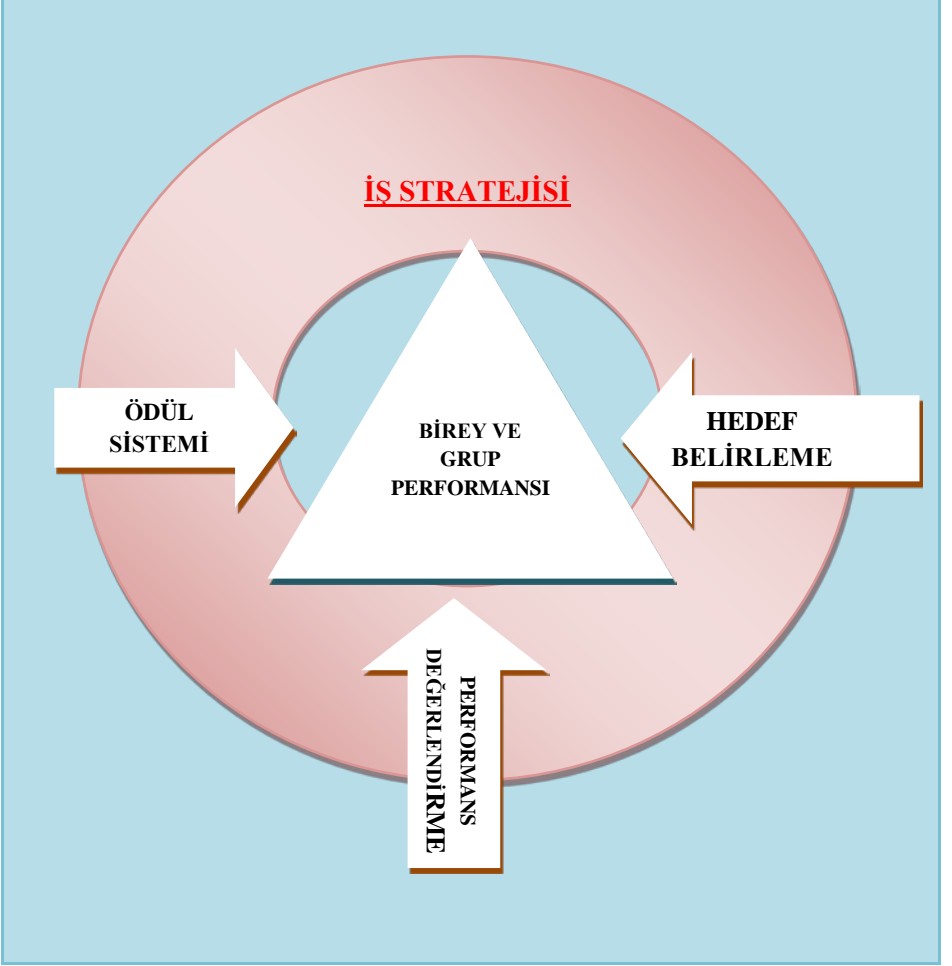 İŞ STRATEJİSİ
ÖDÜL
SİSTEMİ
BİREY VE
GRUP
PERFORMANSI
HEDEF
BELİRLEME
PERFORMANS
DEĞERLENDİRME